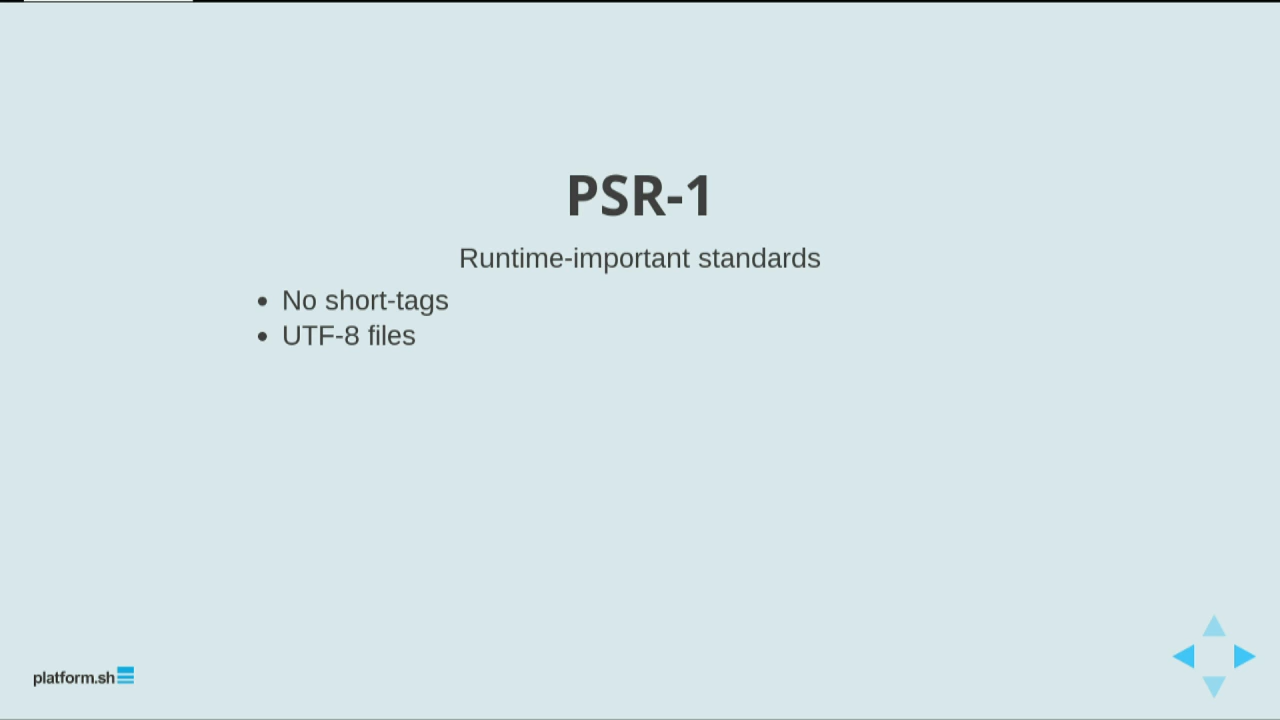 PSR-1
Runtime-important standards
• No short-tags
• UTF-8 files
platform.sh